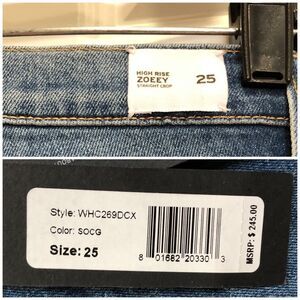 HIGH RISE
ZOEEY
STRAIGHT CROP
25
Style: WHC269DCX
Color: SOCG
Size: 25
8 01682 20330 3
MSRP: $ 245.00